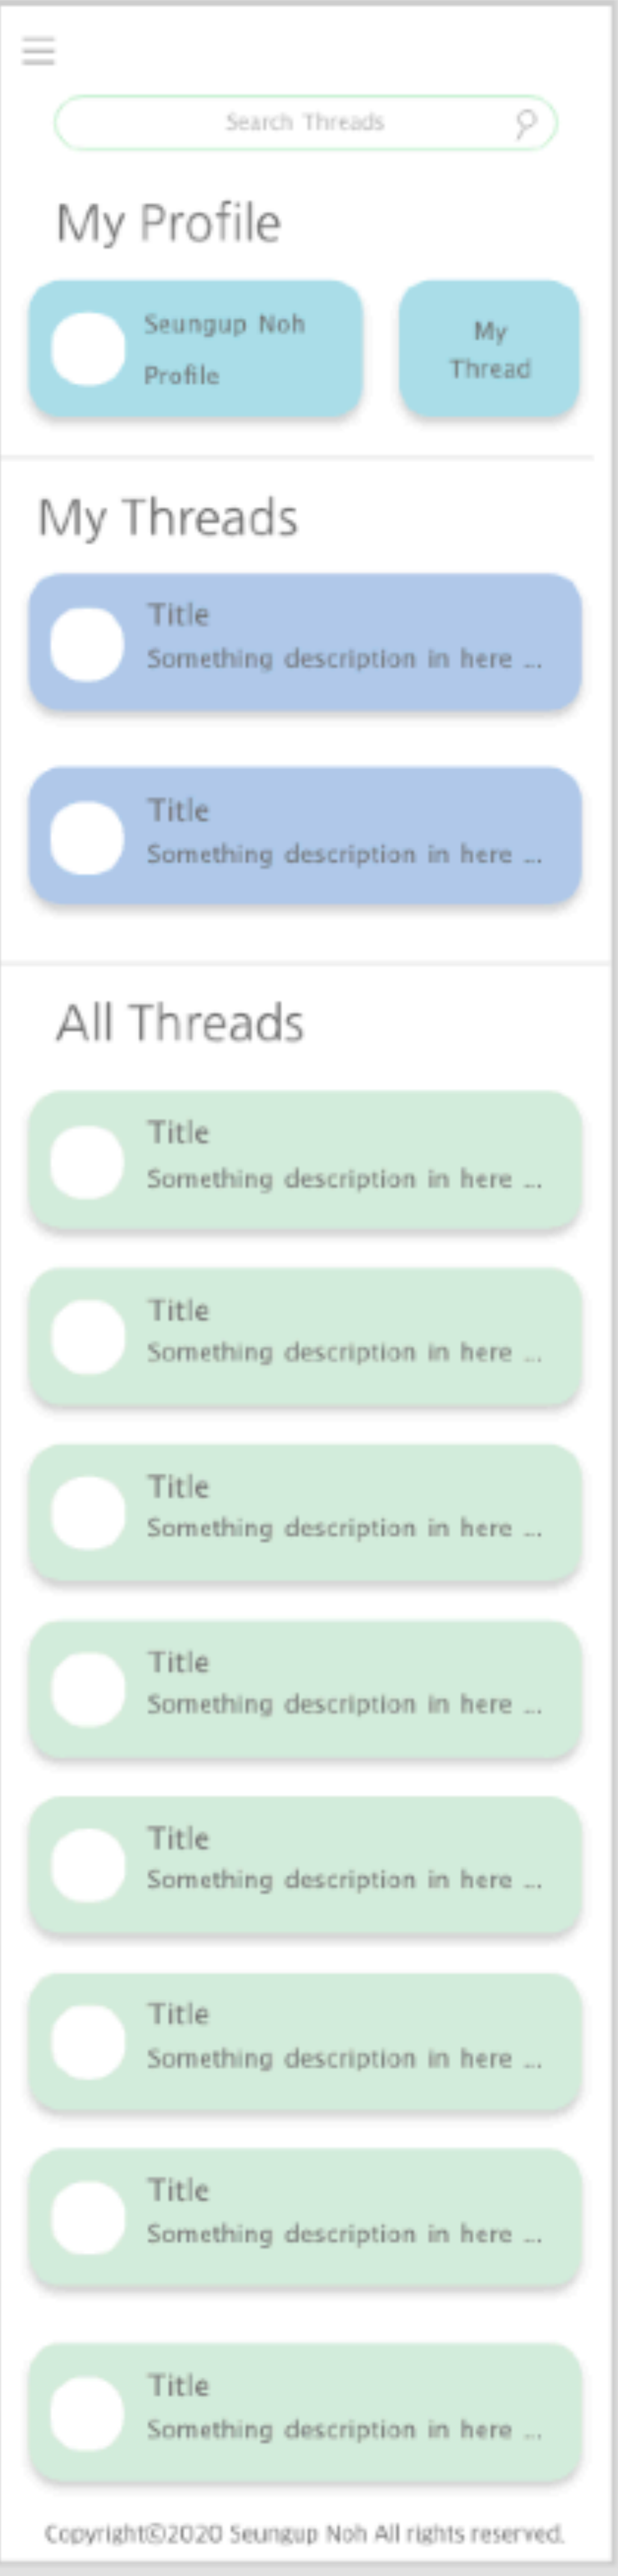 Search Threads
My Profile
Seungup Noh
Profile
My
Thread
My Threads
Title
Something description in here ...
Title
Something description in here ...
All Threads
Title
Something description in here ...
Title
Something description in here ...
Title
Something description in here ...
Title
Something description in here ...
Title
Something description in here ...
Title
Something description in here ...
Title
Something description in here ...
Title
Something description in here ...
Copyright©2020 Seungup Noh All rights reserved.